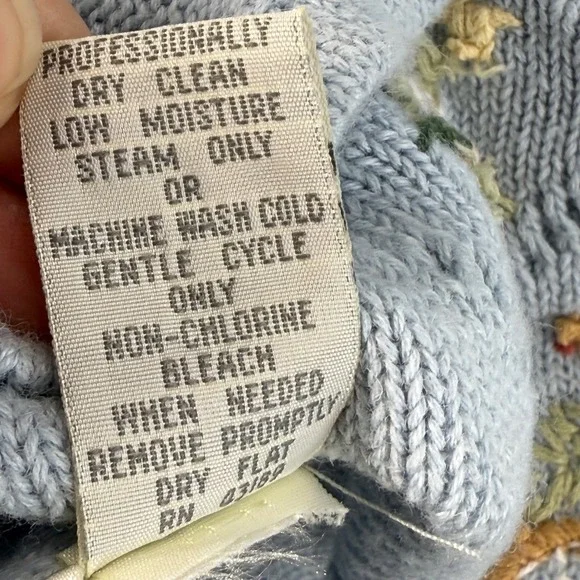 PROFESSIONALLY
DRY CLEAN
LOW MOISTURE
STEAM ONLY
OR
MACHINE WASH COLD
GENTLE CYCLE
ONLY
NON-CHLORINE
BLEACH
WHEN NEEDED
REMOVE PROMPTLY
DRY FLAT
RN 43166